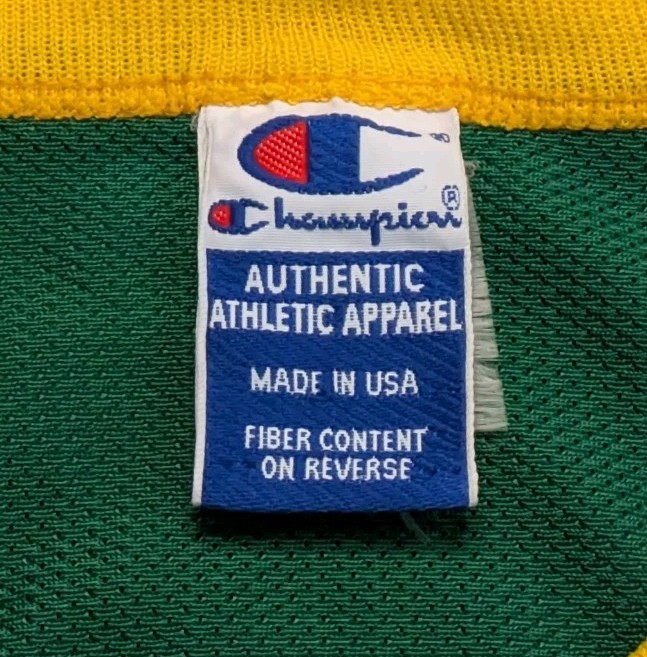 Champion®
AUTHENTIC
ATHLETIC APPAREL
MADE IN USA
FIBER CONTENT
ON REVERSE